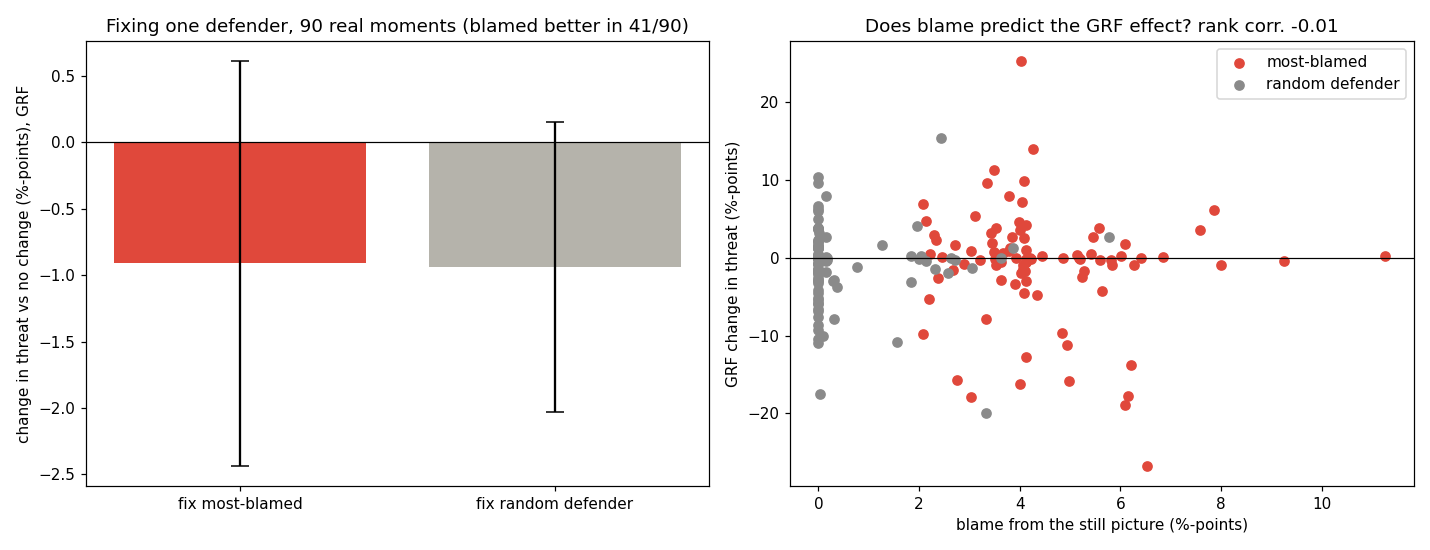 Fixing one defender, 90 real moments (blamed better in 41/90)
change in threat vs no change (%-points), GRF
0.5
0.0
−0.5
−1.0
−1.5
−2.0
−2.5
fix most-blamed
fix random defender
Does blame predict the GRF effect? rank corr. -0.01
most-blamed
random defender
GRF change in threat (%-points)
20
10
0
−10
−20
0
2
4
6
8
10
blame from the still picture (%-points)